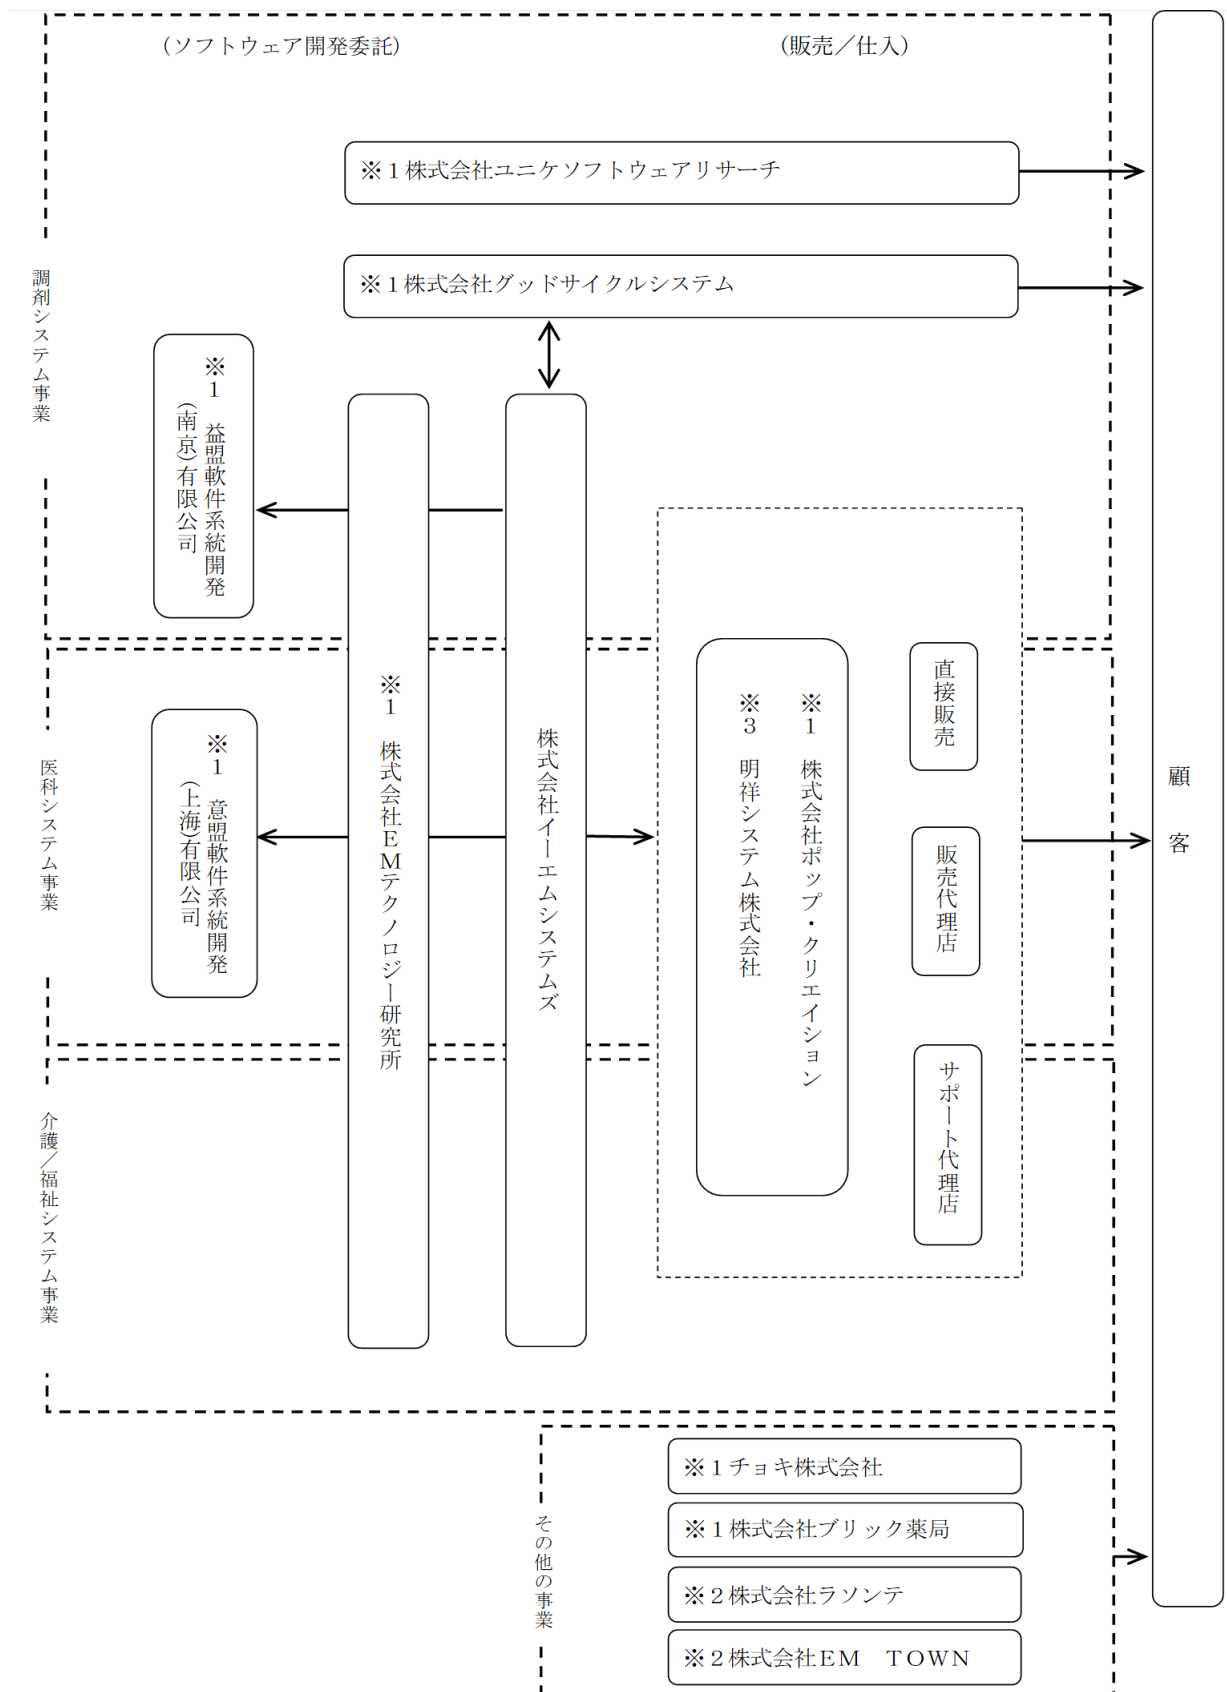 （ソフトウェア開発委託）
（販売／仕入）
※１株式会社ユニケソフトウェアリサーチ
※１株式会社グッドサイクルシステム
調剤システム事業
※１　益盟軟件系統開発
（南京）有限公司
医科システム事業
※１　意盟軟件系統開発
（上海）有限公司
※１　株式会社ＥＭテクノロジー研究所
株式会社イーエムシステムズ
※１　株式会社ポップ・クリエイション
※３　明祥システム株式会社
直接販売
販売代理店
サポート代理店
顧　客
介護／福祉システム事業
その他の事業
※１チョキ株式会社
※１株式会社ブリック薬局
※２株式会社ラソンテ
※２株式会社ＥＭ　ＴＯＷＮ